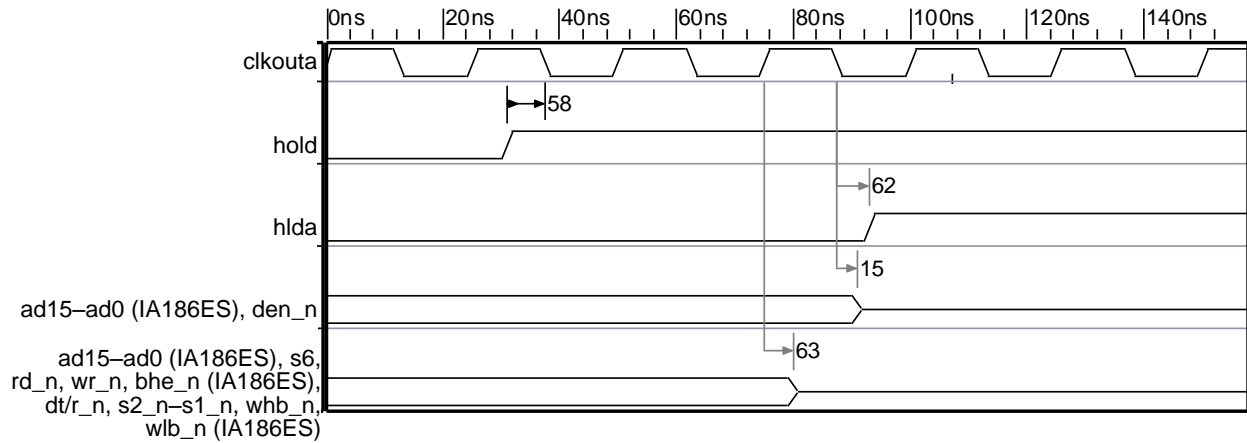 0ns 20ns 40ns 60ns 80ns 100ns 120ns 140ns
clkouta
58
hold
62
hlda
15
ad15–ad0 (IA186ES), den_n
63
ad15–ad0 (IA186ES), s6,
rd_n, wr_n, bhe_n (IA186ES),
dt/r_n, s2_n–s1_n, whb_n,
wlb_n (IA186ES)